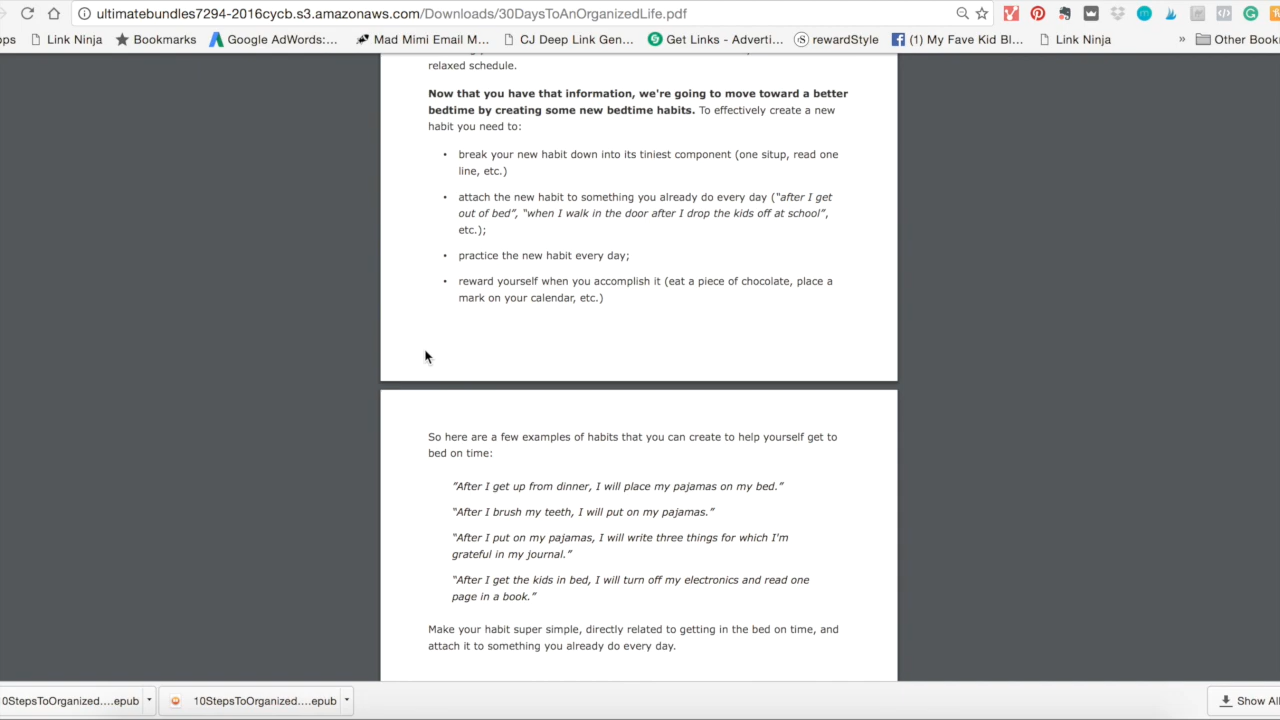 ultimatebundles7294-2016cycb.s3.amazonaws.com/Downloads/30DaysToAnOrganizedLife.pdf
Link Ninja Bookmarks Google AdWords:... Mad Mimi Email M... CJ Deep Link Gen... Get Links - Adverti... rewardStyle (1) My Fave Kid Bl... Link Ninja »
relaxed schedule.
Now that you have that information, we're going to move toward a better
bedtime by creating some new bedtime habits. To effectively create a new
habit you need to:
• break your new habit down into its tiniest component (one situp, read one
line, etc.)
• attach the new habit to something you already do every day (“after I get
out of bed”, “when I walk in the door after I drop the kids off at school”,
etc.);
• practice the new habit every day;
• reward yourself when you accomplish it (eat a piece of chocolate, place a
mark on your calendar, etc.)
So here are a few examples of habits that you can create to help yourself get to
bed on time:
“After I get up from dinner, I will place my pajamas on my bed.”
“After I brush my teeth, I will put on my pajamas.”
“After I put on my pajamas, I will write three things for which I'm
grateful in my journal.”
“After I get the kids in bed, I will turn off my electronics and read one
page in a book.”
Make your habit super simple, directly related to getting in the bed on time, and
attach it to something you already do every day.
0StepsToOrganized....epub 10StepsToOrganized....epub Show Al